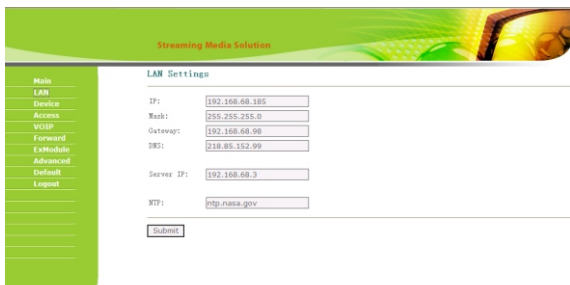 Streaming Media Solution
Main
LAN
Device
Access
VOIP
Forward
ExModule
Advanced
Default
Logout
LAN Settings
IP: 192.168.68.185
Mask: 255.255.255.0
Gateway: 192.168.68.98
DNS: 218.85.152.99
Server IP: 192.168.68.3
NTP: ntp.nasa.gov
Submit